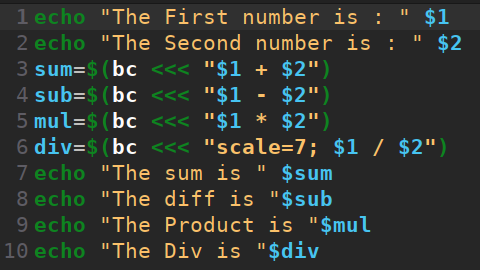 1 echo "The First number is : " $1
2 echo "The Second number is : " $2
3 sum=$(bc <<< "$1 + $2")
4 sub=$(bc <<< "$1 - $2")
5 mul=$(bc <<< "$1 * $2")
6 div=$(bc <<< "scale=7; $1 / $2")
7 echo "The sum is " $sum
8 echo "The diff is "$sub
9 echo "The Product is "$mul
10 echo "The Div is "$div